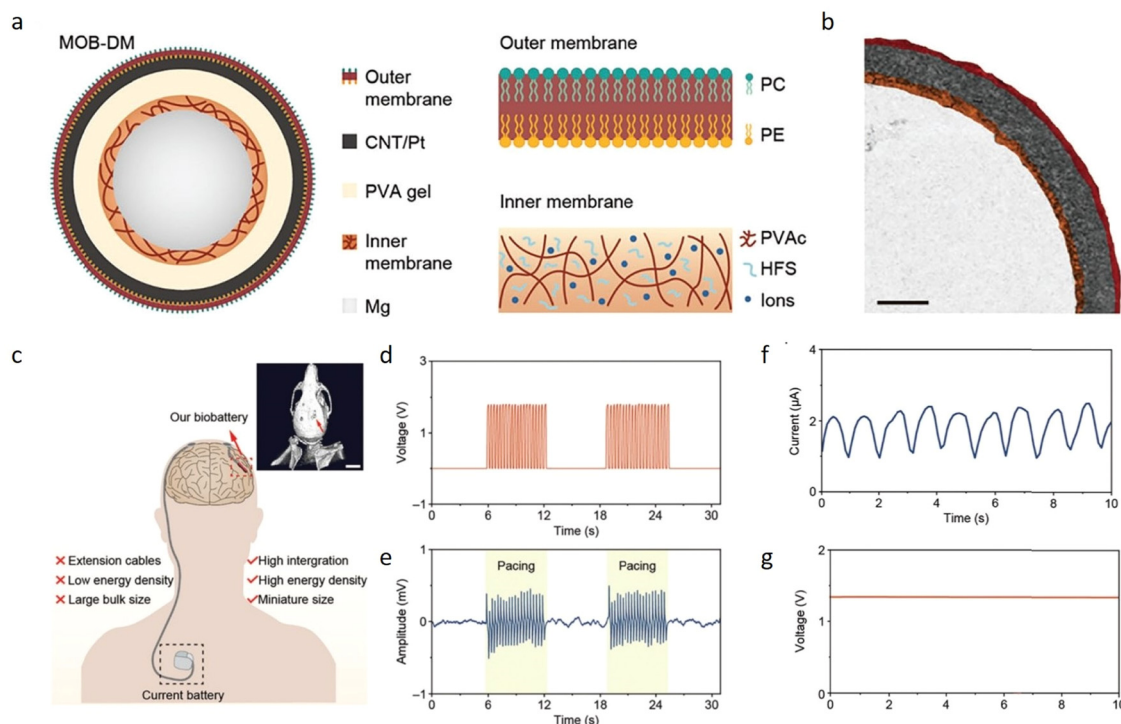 a
MOB-DM
Outer
membrane
CNT/Pt
PVA gel
Inner
membrane
Mg
Outer membrane
PC
PE
Inner membrane
PVAc
HFS
Ions
b
c
Our biobattery
Extension cables
Low energy density
Large bulk size
High intergration
High energy density
Miniature size
Current battery
d
Voltage (V)
3
1
−1
0 6 12 18 24 30
Time (s)
e
Amplitude (mV)
1
0
−1
Pacing Pacing
0 6 12 18 24 30
Time (s)
f
Current (μA)
4
2
0
0 2 4 6 8 10
Time (s)
g
Voltage (V)
2
1
0
0 2 4 6 8 10
Time (s)